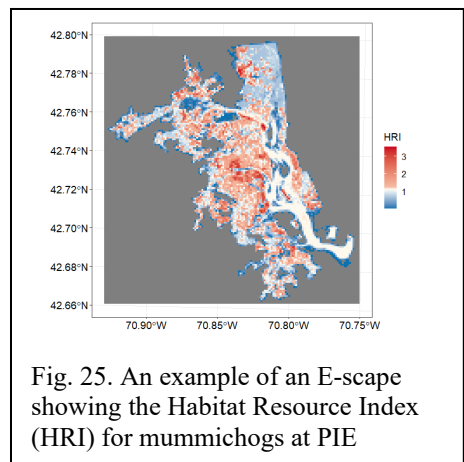 42.80°N
42.78°N
42.76°N
42.74°N
42.72°N
42.70°N
42.68°N
42.66°N
HRI
3
2
1
70.90°W 70.85°W 70.80°W 70.75°W
Fig. 25. An example of an E-scape
showing the Habitat Resource Index
(HRI) for mummichogs at PIE